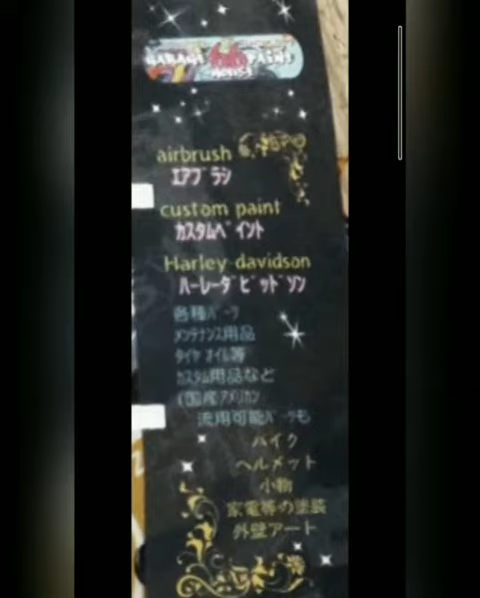 GARAGE PAINT
HOUSE
airbrush
エアブラシ
custom paint
カスタムペイント
Harley davidson
ハーレーダビッドソン
各種パーツ
メンテナンス用品
タイヤ オイル等
カスタム用品など
(国産アメリカン
流用可能パーツも
バイク
ヘルメット
小物
家電等の塗装
外壁アート